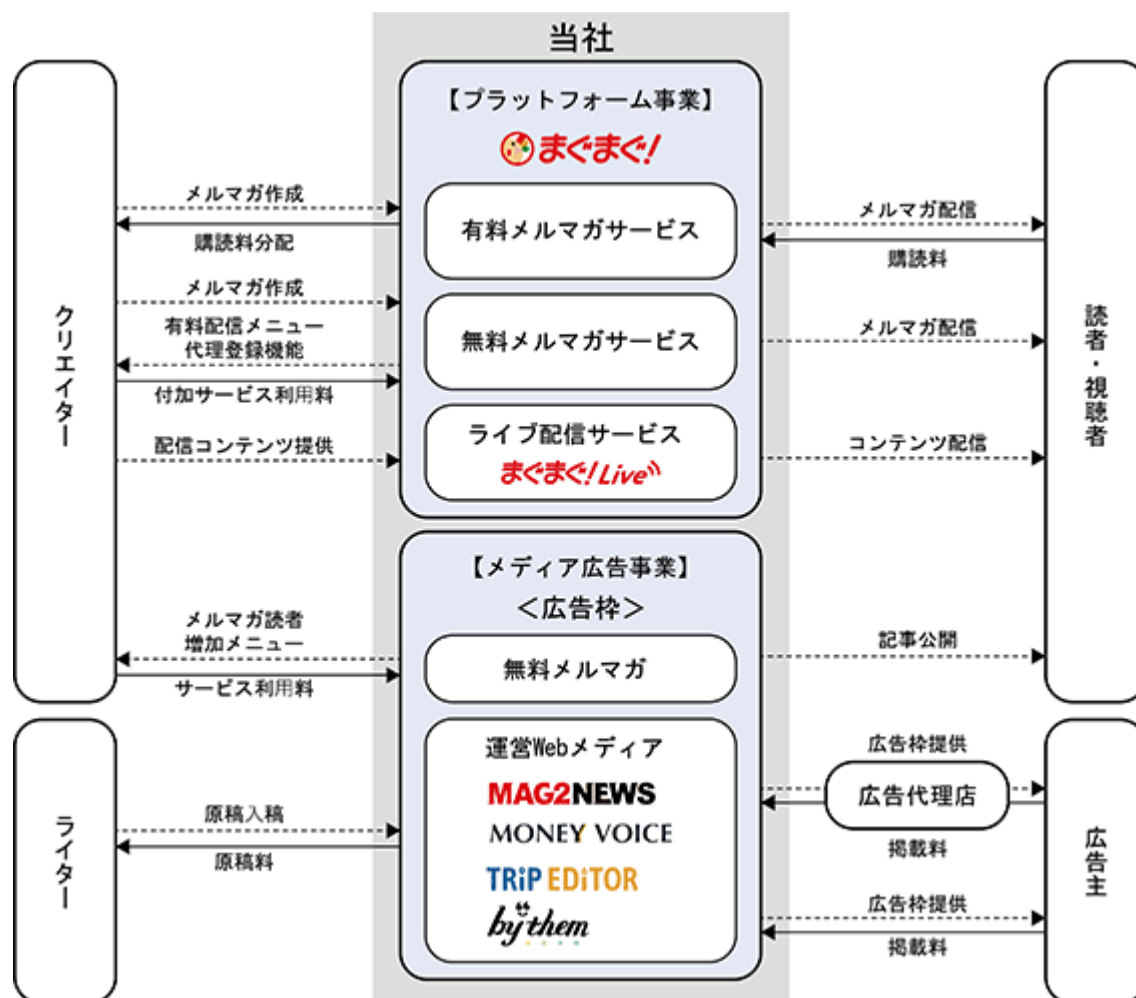 当社
【プラットフォーム事業】
まぐまぐ!
メルマガ作成
購読料分配
有料メルマガサービス
メルマガ配信
購読料
メルマガ作成
有料配信メニュー
代理登録機能
付加サービス利用料
無料メルマガサービス
メルマガ配信
配信コンテンツ提供
ライブ配信サービス
まぐまぐ!Live
コンテンツ配信
クリエイター
読者・視聴者
【メディア広告事業】
＜広告枠＞
メルマガ読者
増加メニュー
サービス利用料
無料メルマガ
記事公開
運営Webメディア
MAG2NEWS
MONEY VOICE
TRiP EDiTOR
by them
原稿入稿
原稿料
ライター
広告枠提供
広告代理店
掲載料
広告枠提供
掲載料
広告主